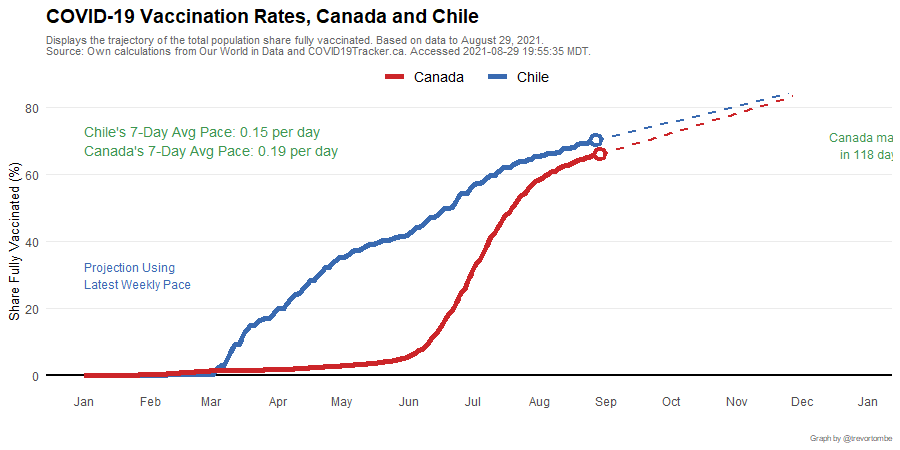 COVID-19 Vaccination Rates, Canada and Chile
Displays the trajectory of the total population share fully vaccinated. Based on data to August 29, 2021.
Source: Own calculations from Our World in Data and COVID19Tracker.ca. Accessed 2021-08-29 19:55:35 MDT.
Canada Chile
80
Chile's 7-Day Avg Pace: 0.15 per day
Canada's 7-Day Avg Pace: 0.19 per day
Canada ma
in 118 day
60
Share Fully Vaccinated (%)
40
Projection Using
Latest Weekly Pace
20
0
Jan Feb Mar Apr May Jun Jul Aug Sep Oct Nov Dec Jan
Graph by @trevortombe